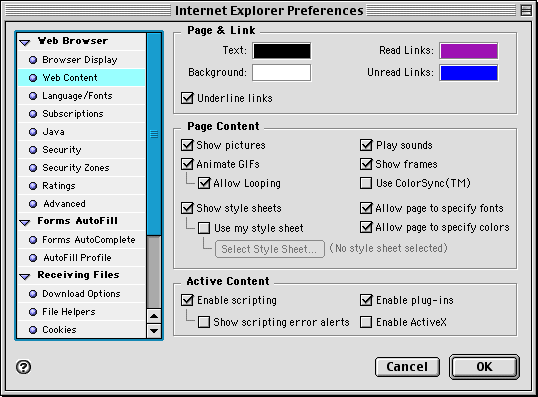 Internet Explorer Preferences
Web Browser
Browser Display
Web Content
Language/Fonts
Subscriptions
Java
Security
Security Zones
Ratings
Advanced
Forms AutoFill
Forms AutoComplete
AutoFill Profile
Receiving Files
Download Options
File Helpers
Cookies
Page & Link
Text:
Read Links:
Background:
Unread Links:
Underline links
Page Content
Show pictures
Play sounds
Animate GIFs
Show frames
Allow Looping
Use ColorSync(TM)
Show style sheets
Allow page to specify fonts
Use my style sheet
Allow page to specify colors
Select Style Sheet... (No style sheet selected)
Active Content
Enable scripting
Enable plug-ins
Show scripting error alerts
Enable ActiveX
?
Cancel
OK